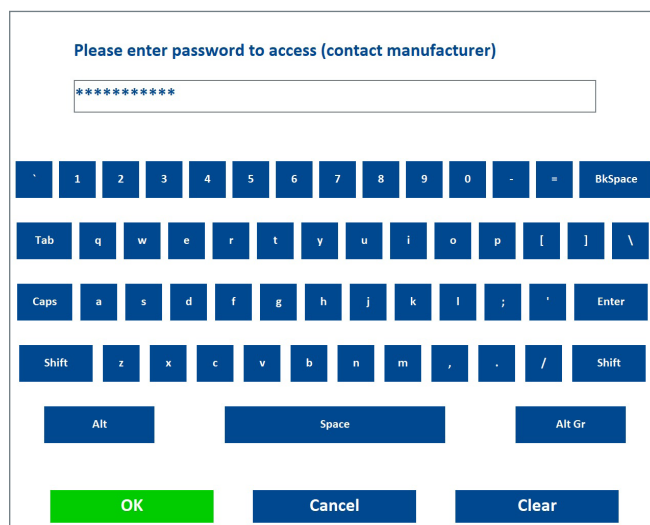 Please enter password to access (contact manufacturer)
***********
` 1 2 3 4 5 6 7 8 9 0 - = BkSpace
Tab q w e r t y u i o p [ ] \
Caps a s d f g h j k l ; ' Enter
Shift z x c v b n m , . / Shift
Alt Space Alt Gr
OK Cancel Clear